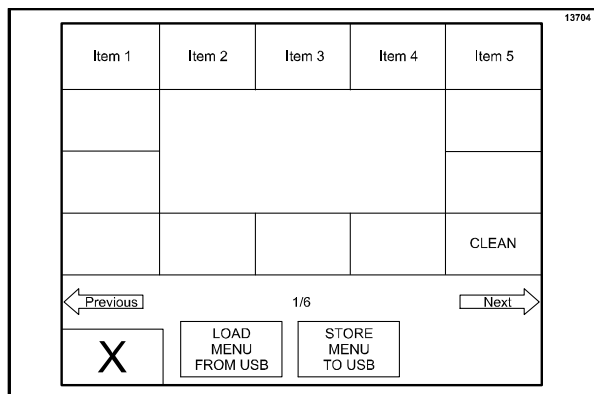 13704
Item 1 Item 2 Item 3 Item 4 Item 5
CLEAN
Previous 1/6 Next
X
LOAD
MENU
FROM USB
STORE
MENU
TO USB